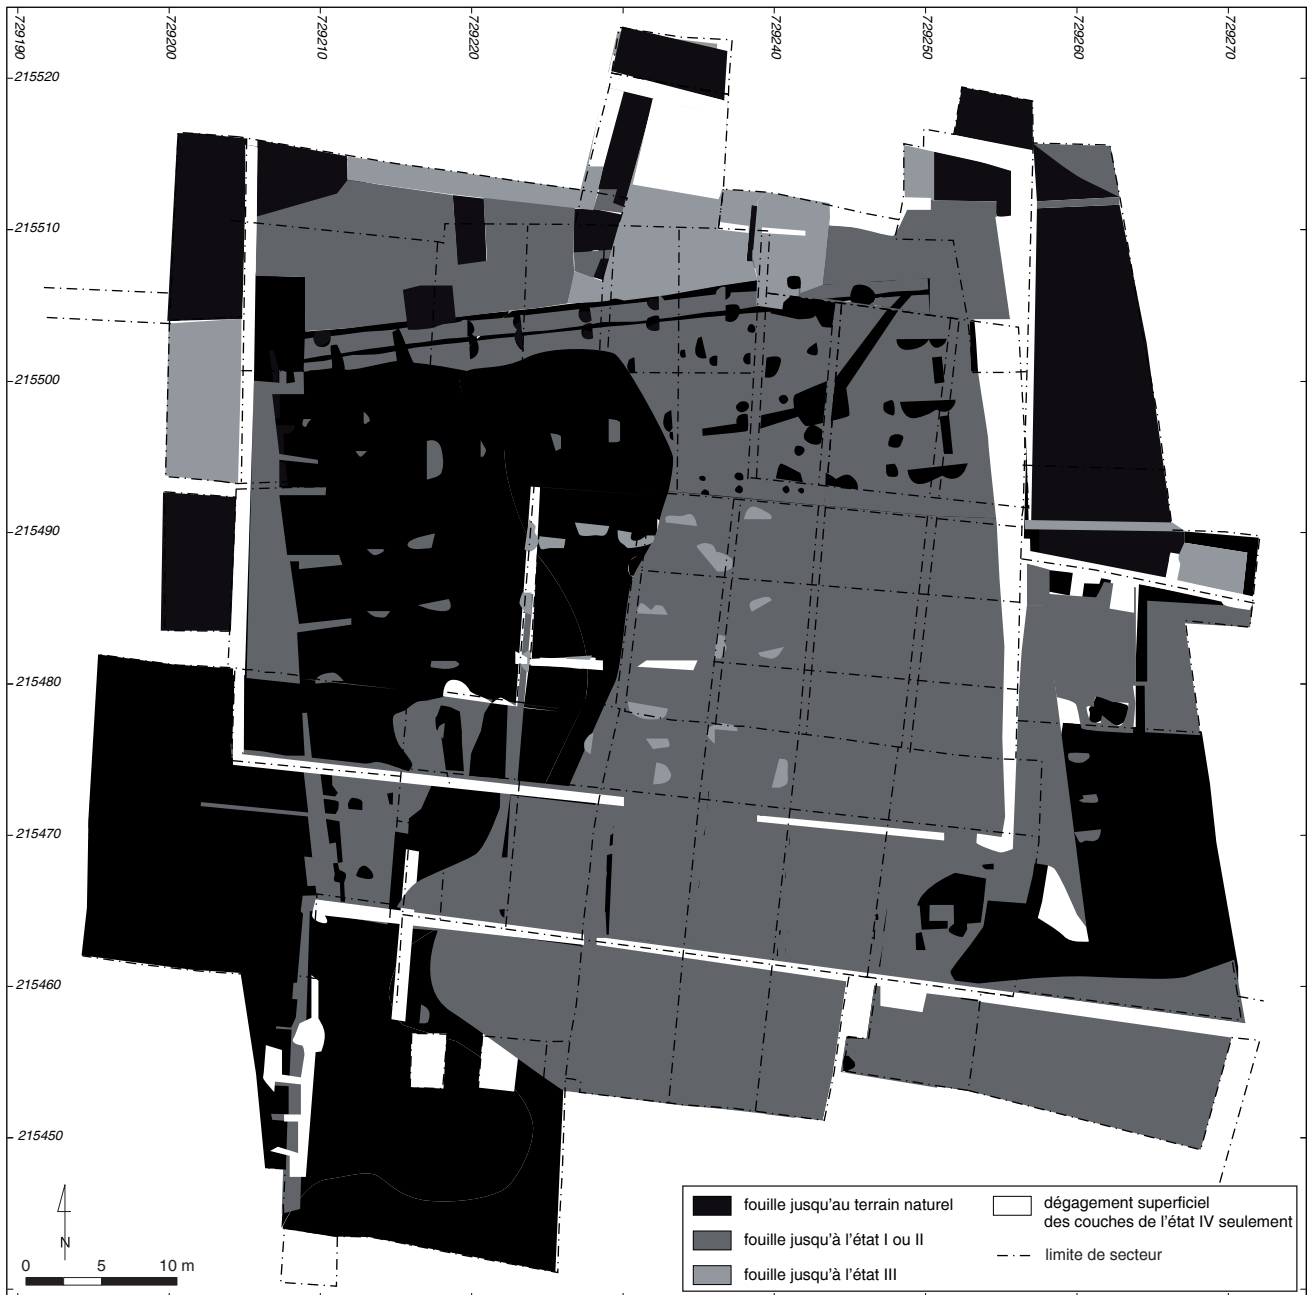 729190
729200
729210
729220
729240
729250
729260
729270
215520
215510
215500
215490
215480
215470
215460
215450
N
0 5 10 m
fouille jusqu'au terrain naturel
fouille jusqu'à l'état I ou II
fouille jusqu'à l'état III
dégagement superficiel
des couches de l'état IV seulement
limite de secteur